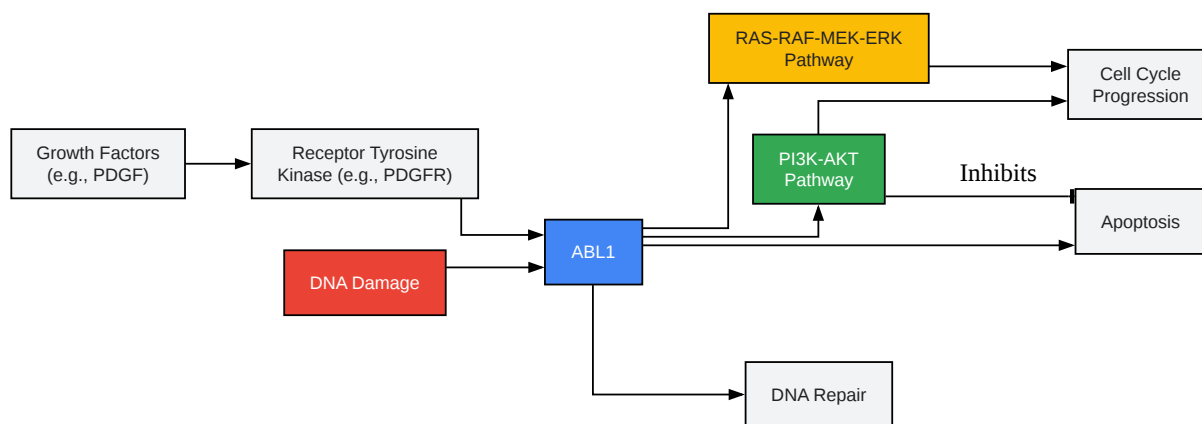 RAS-RAF-MEK-ERK
Pathway
Cell Cycle
Progression
Growth Factors
(e.g., PDGF)
Receptor Tyrosine
Kinase (e.g., PDGFR)
PI3K-AKT
Pathway
Inhibits
Apoptosis
ABL1
DNA Damage
DNA Repair